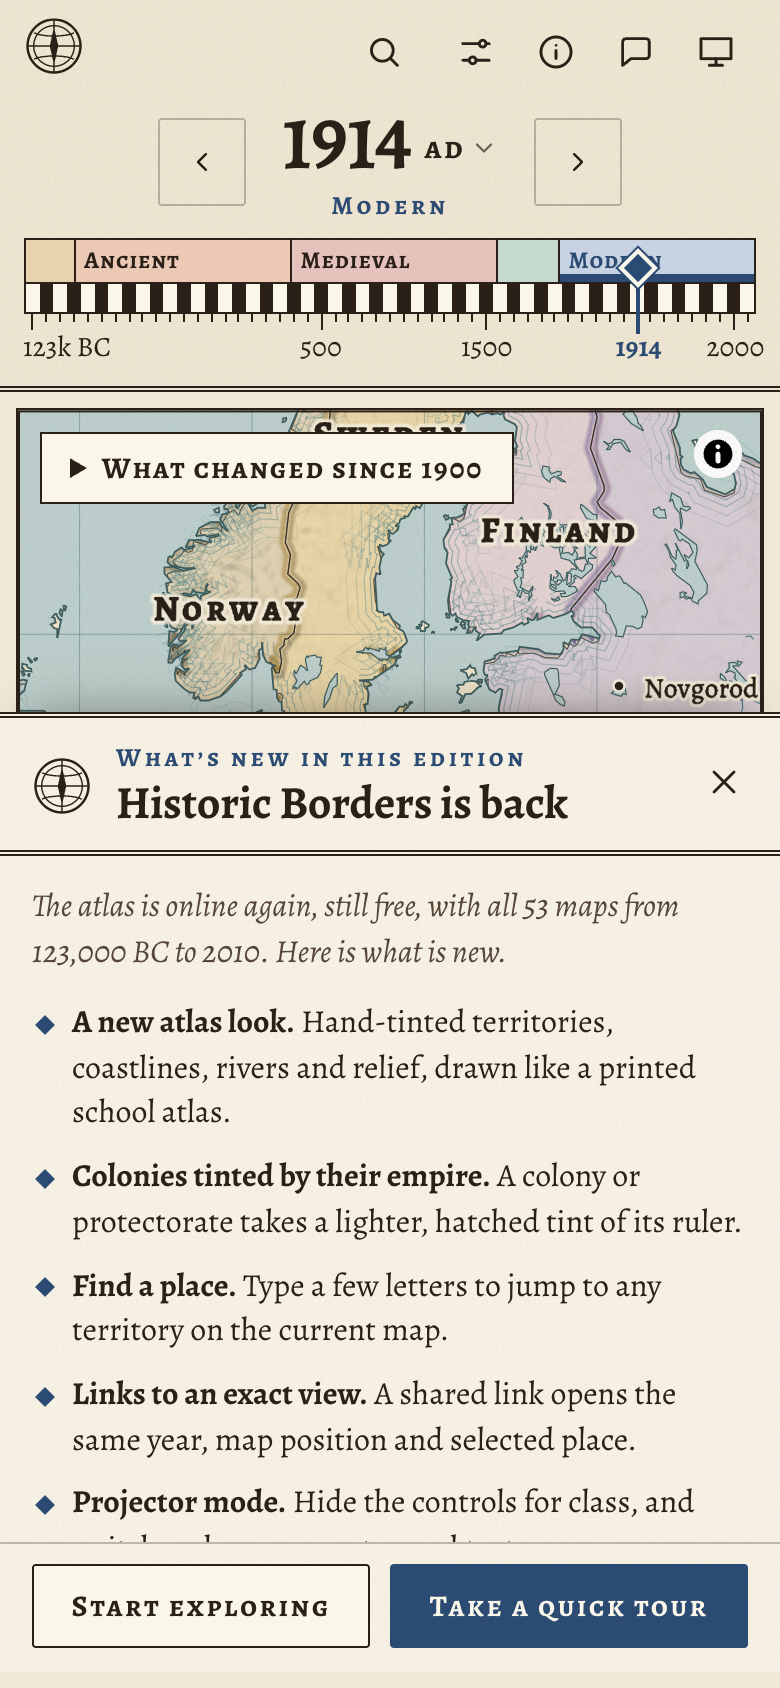 1914 AD
Modern
Ancient
Medieval
Modern
123k BC 500 1500 1914 2000
Sweden
What changed since 1900
Finland
Norway
Novgorod
What's new in this edition
Historic Borders is back
The atlas is online again, still free, with all 53 maps from
123,000 BC to 2010. Here is what is new.
A new atlas look. Hand-tinted territories,
coastlines, rivers and relief, drawn like a printed
school atlas.
Colonies tinted by their empire. A colony or
protectorate takes a lighter, hatched tint of its ruler.
Find a place. Type a few letters to jump to any
territory on the current map.
Links to an exact view. A shared link opens the
same year, map position and selected place.
Projector mode. Hide the controls for class, and
Start exploring
Take a quick tour